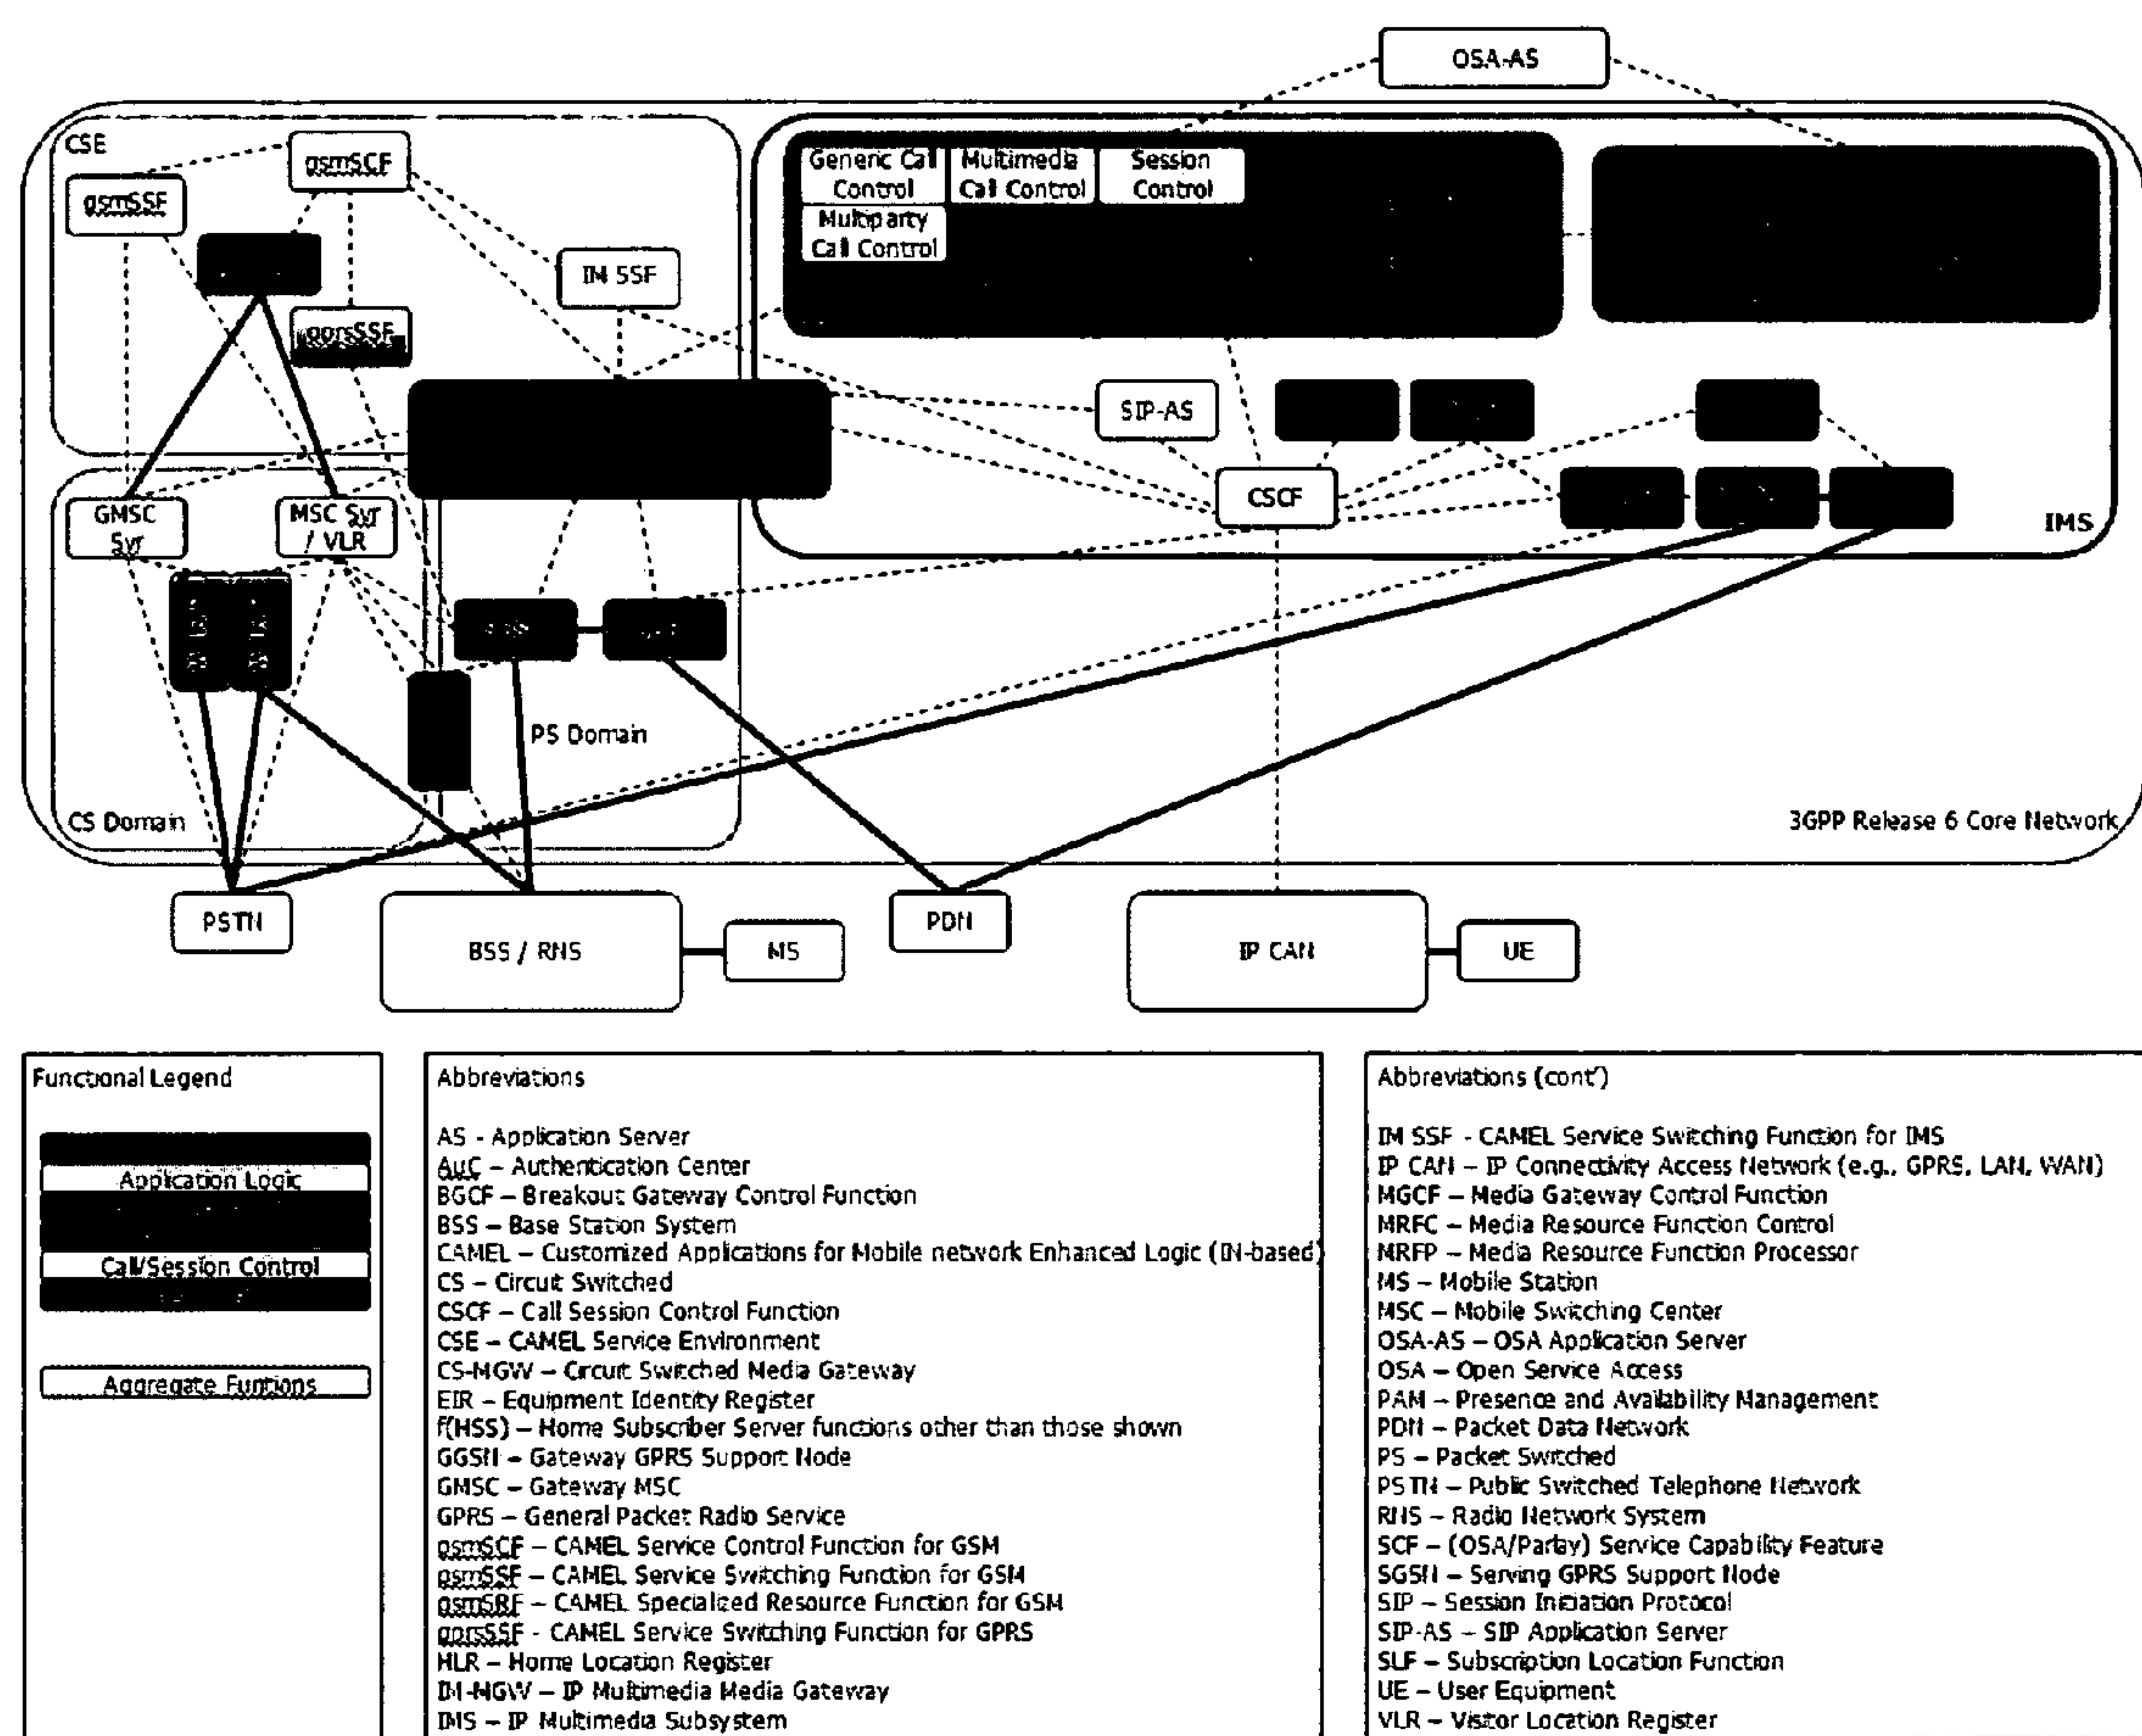 OSA-AS
CSE
gsmSCF
gsmSSF
Generic Call
Control
Multimedia
Call Control
Session
Control
Multiparty
Call Control
IM SSF
gprsSSF
SIP-AS
CSCF
IMS
GMSC
Svr
MSC Svr
/ VLR
PS Domain
CS Domain
3GPP Release 6 Core Network
PSTN
BSS / RNS
MS
PDN
IP CAN
UE
Functional Legend
Application Logic
Call/Session Control
Aggregate Funtions
Abbreviations
AS - Application Server
AuC – Authentication Center
BGCF – Breakout Gateway Control Function
BSS – Base Station System
CAMEL – Customized Applications for Mobile network Enhanced Logic (IN-based)
CS – Circuit Switched
CSCF – Call Session Control Function
CSE – CAMEL Service Environment
CS-MGW – Circuit Switched Media Gateway
EIR – Equipment Identity Register
f(HSS) – Home Subscriber Server functions other than those shown
GGSN – Gateway GPRS Support Node
GMSC – Gateway MSC
GPRS – General Packet Radio Service
gsmSCF – CAMEL Service Control Function for GSM
gsmSSF – CAMEL Service Switching Function for GSM
gsmSRF – CAMEL Specialized Resource Function for GSM
gprsSSF - CAMEL Service Switching Function for GPRS
HLR – Home Location Register
IM-MGW – IP Multimedia Media Gateway
IMS – IP Multimedia Subsystem
Abbreviations (cont')
IM SSF - CAMEL Service Switching Function for IMS
IP CAN – IP Connectivity Access Network (e.g., GPRS, LAN, WAN)
MGCF – Media Gateway Control Function
MRFC – Media Resource Function Control
MRFP – Media Resource Function Processor
MS – Mobile Station
MSC – Mobile Switching Center
OSA-AS – OSA Application Server
OSA – Open Service Access
PAM – Presence and Availability Management
PDN – Packet Data Network
PS – Packet Switched
PSTN – Public Switched Telephone Network
RNS – Radio Network System
SCF – (OSA/Parlay) Service Capability Feature
SGSN – Serving GPRS Support Node
SIP – Session Initiation Protocol
SIP-AS – SIP Application Server
SLF – Subscription Location Function
UE – User Equipment
VLR – Visitor Location Register